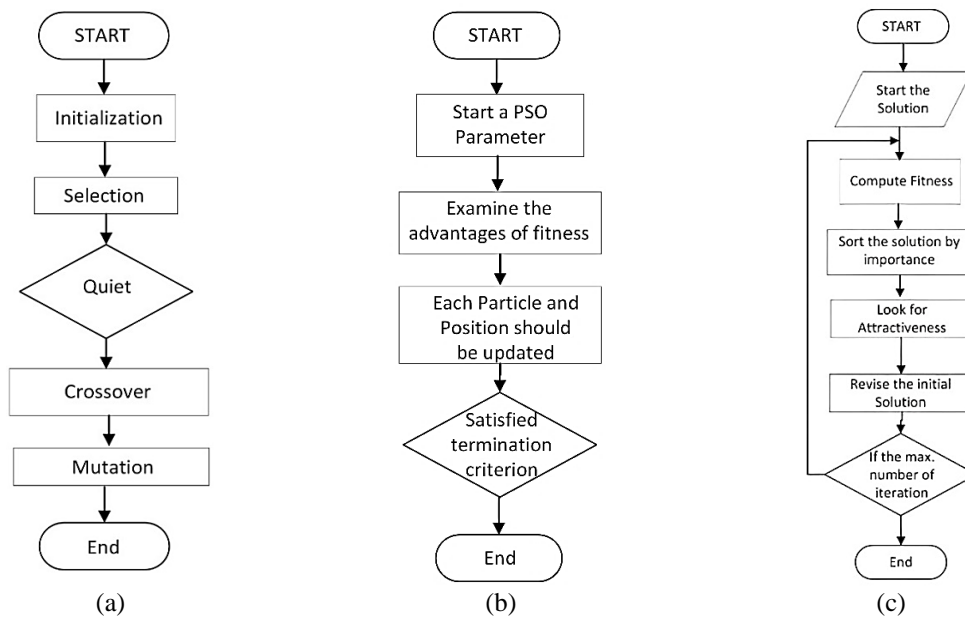 START
Initialization
Selection
Quiet
Crossover
Mutation
End
(a)
START
Start a PSO
Parameter
Examine the
advantages of fitness
Each Particle and
Position should
be updated
Satisfied
termination
criterion
End
(b)
START
Start the
Solution
Compute Fitness
Sort the solution by
importance
Look for
Attractiveness
Revise the initial
Solution
If the max.
number of
iteration
End
(c)